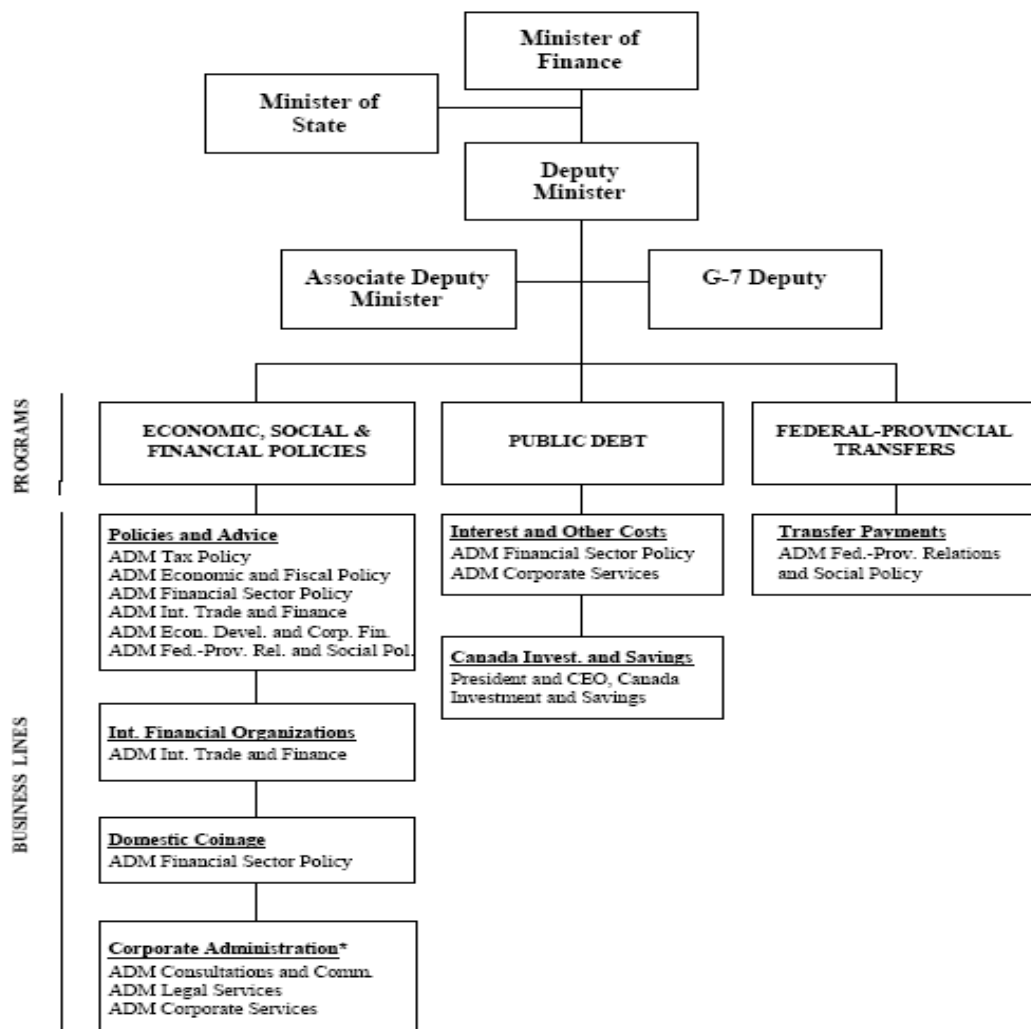 Minister of
Finance
Minister of
State
Deputy
Minister
Associate Deputy
Minister
G-7 Deputy
PROGRAMS
ECONOMIC, SOCIAL &
FINANCIAL POLICIES
PUBLIC DEBT
FEDERAL-PROVINCIAL
TRANSFERS
BUSINESS LINES
Policies and Advice
ADM Tax Policy
ADM Economic and Fiscal Policy
ADM Financial Sector Policy
ADM Int. Trade and Finance
ADM Econ. Devel. and Corp. Fin.
ADM Fed.-Prov. Rel. and Social Pol.
Int. Financial Organizations
ADM Int. Trade and Finance
Domestic Coinage
ADM Financial Sector Policy
Corporate Administration*
ADM Consultations and Comm.
ADM Legal Services
ADM Corporate Services
Interest and Other Costs
ADM Financial Sector Policy
ADM Corporate Services
Canada Invest. and Savings
President and CEO, Canada
Investment and Savings
Transfer Payments
ADM Fed.-Prov. Relations
and Social Policy